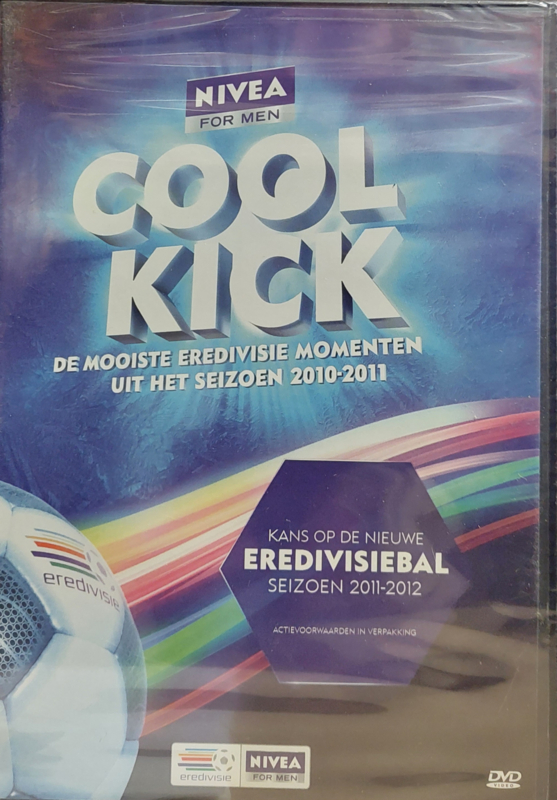 NIVEA
FOR MEN
COOL
KICK
DE MOOISTE EREDIVISIE MOMENTEN
UIT HET SEIZOEN 2010-2011
KANS OP DE NIEUWE
EREDIVISIEBAL
SEIZOEN 2011-2012
ACTIEVOORWAARDEN IN VERPAKKING
eredivisie
eredivisie
NIVEA
FOR MEN
DVD
VIDEO